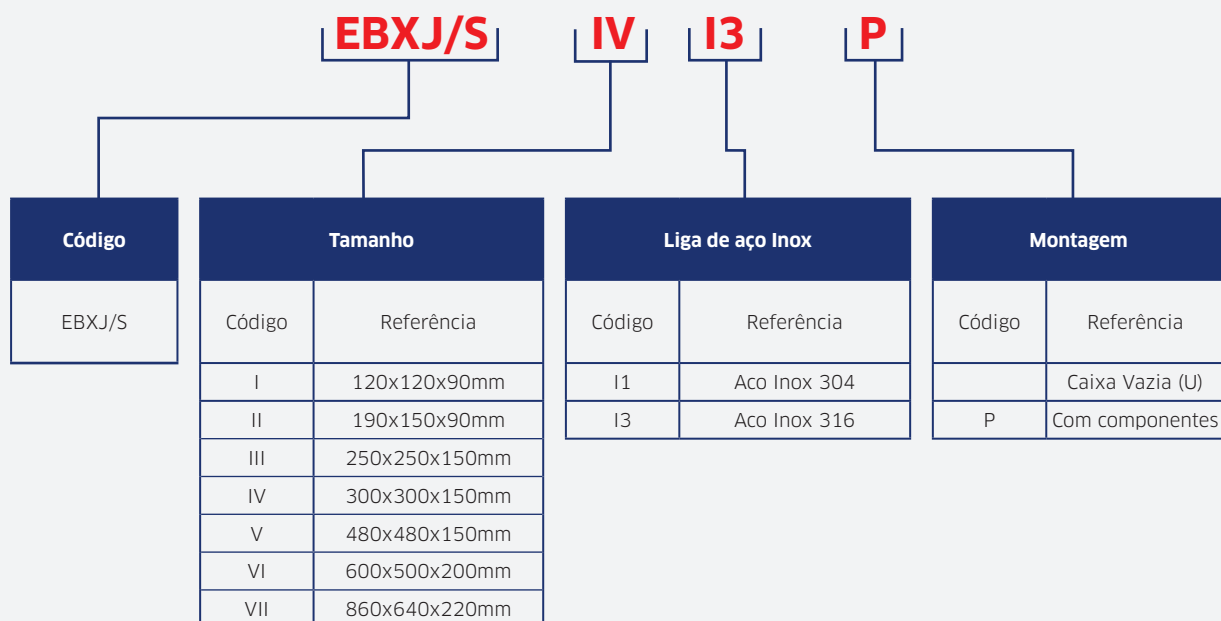 EBXJ/S IV I3 P
Código Tamanho Liga de aço Inox Montagem
EBXJ/S Código Referência Código Referência Código Referência
I 120x120x90mm I1 Aco Inox 304 Caixa Vazia (U)
II 190x150x90mm I3 Aco Inox 316 P Com componentes
III 250x250x150mm
IV 300x300x150mm
V 480x480x150mm
VI 600x500x200mm
VII 860x640x220mm